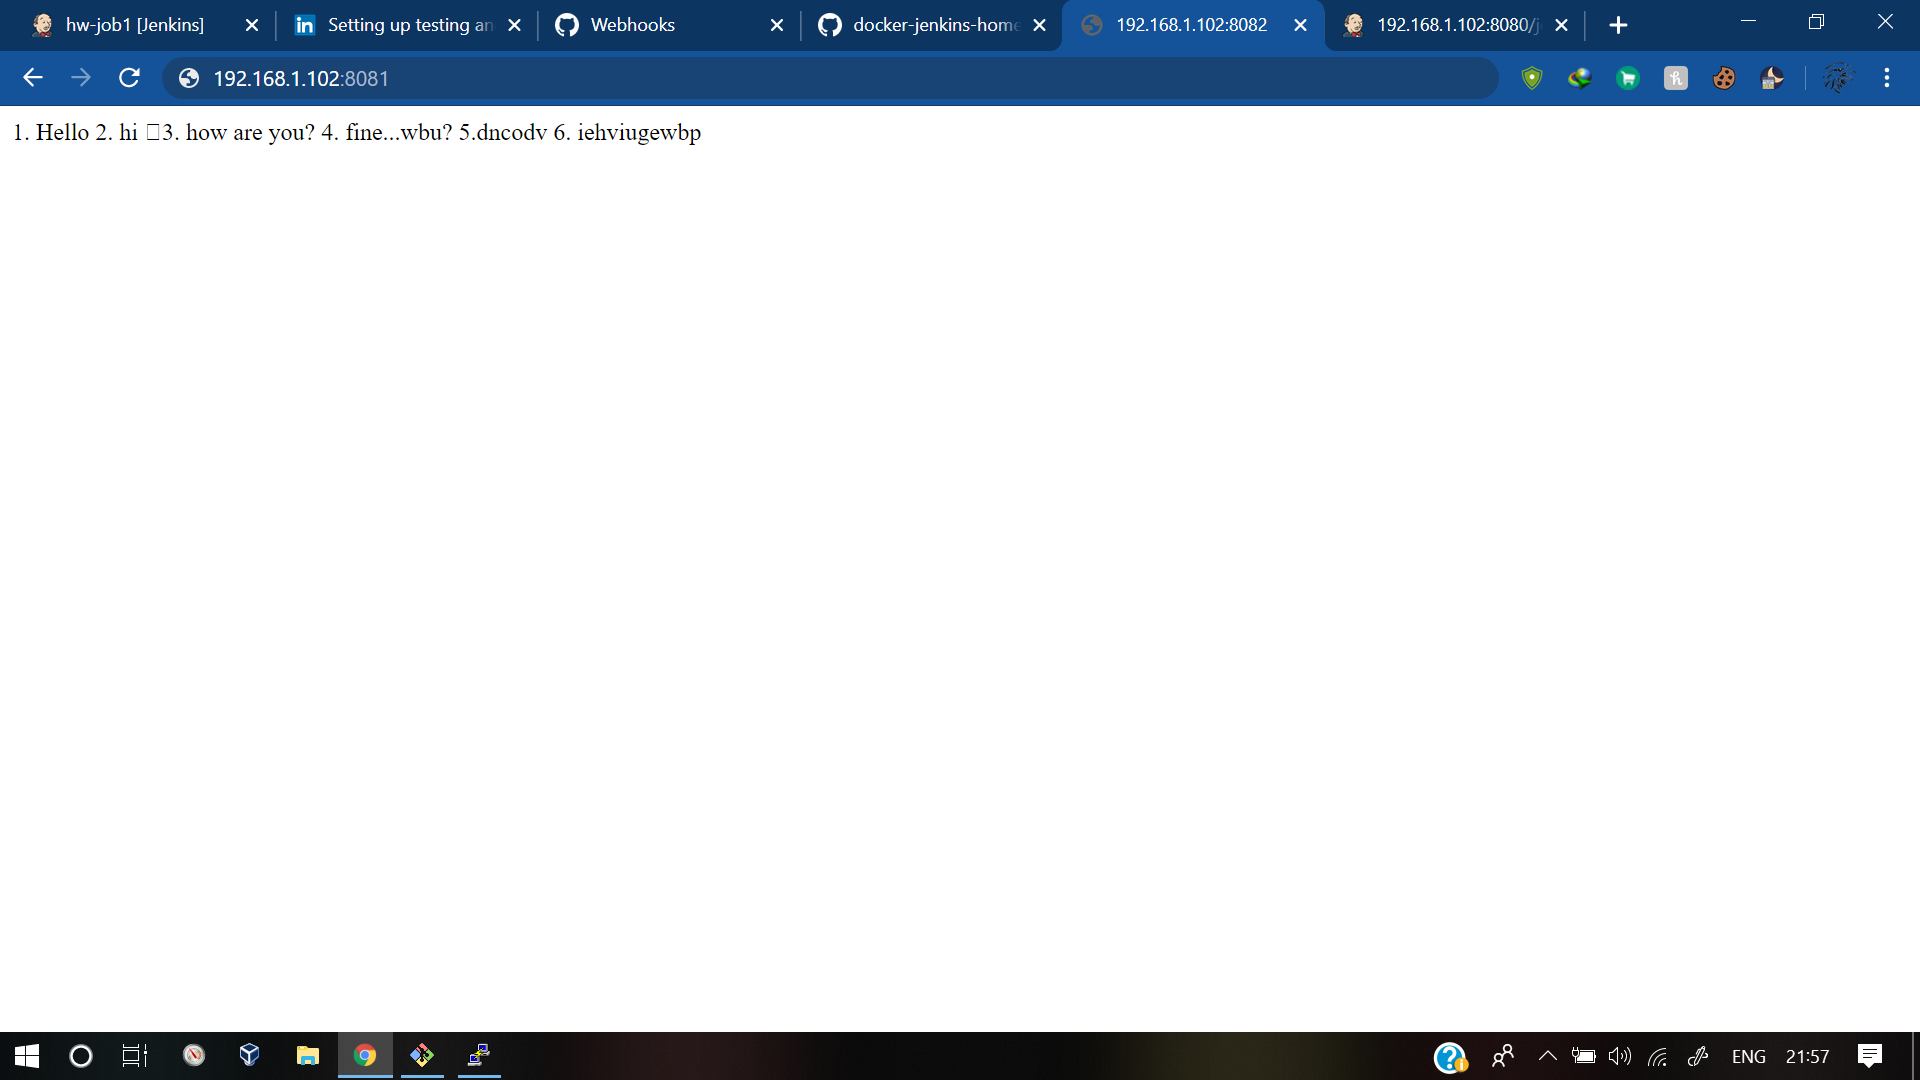 hw-job1 [Jenkins]
Setting up testing an
Webhooks
docker-jenkins-home
192.168.1.102:8082
192.168.1.102:8080/j
192.168.1.102:8081
1. Hello 2. hi □3. how are you? 4. fine...wbu? 5.dncodv 6. iehviugewbp
ENG
21:57